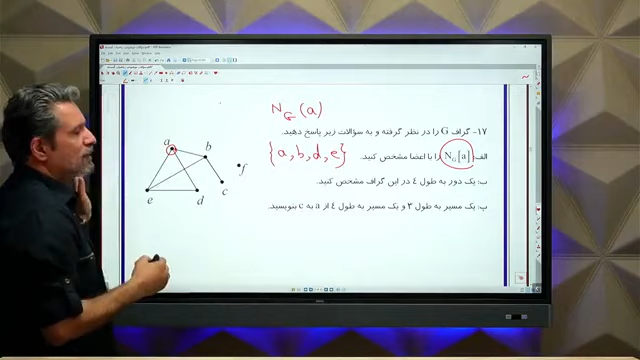 N_G (a)
۱۷- گراف G را در نظر گرفته و به سؤالات زیر پاسخ دهید.
الف: N_G [a] را با اعضا مشخص کنید. {a, b, d, e}
ب: یک دور به طول ٤ در این گراف مشخص کنید.
پ: یک مسیر به طول ۳ و یک مسیر به طول ٤ از a به c بنویسید.
a
b
f
e
d
c